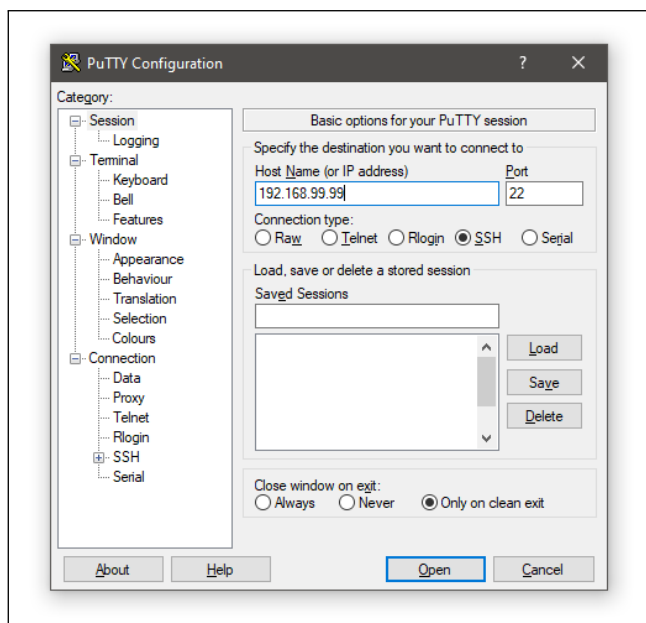 PuTTY Configuration ?
Category:
Session
Logging
Terminal
Keyboard
Bell
Features
Window
Appearance
Behaviour
Translation
Selection
Colours
Connection
Data
Proxy
Telnet
Rlogin
SSH
Serial
Basic options for your PuTTY session
Specify the destination you want to connect to
Host Name (or IP address) Port
192.168.99.99 22
Connection type:
Raw Telnet Rlogin SSH Serial
Load, save or delete a stored session
Saved Sessions
Load
Save
Delete
Close window on exit:
Always Never Only on clean exit
About Help Open Cancel